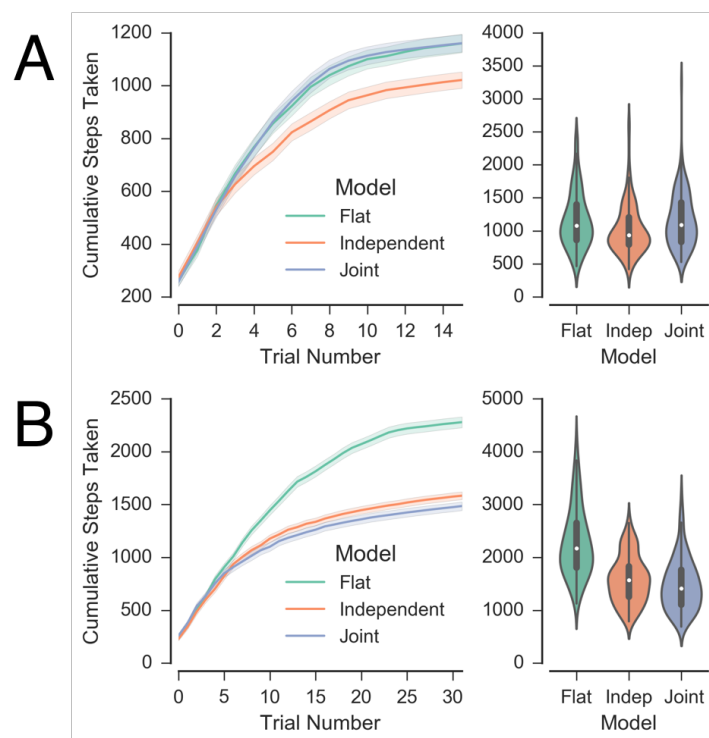 A
Cumulative Steps Taken
1200
1000
800
600
400
200
0 2 4 6 8 10 12 14
Trial Number
Model
Flat
Independent
Joint
4000
3500
3000
2500
2000
1500
1000
500
0
Flat Indep Joint
Model
B
Cumulative Steps Taken
2500
2000
1500
1000
500
0
0 5 10 15 20 25 30
Trial Number
Model
Flat
Independent
Joint
5000
4000
3000
2000
1000
0
Flat Indep Joint
Model